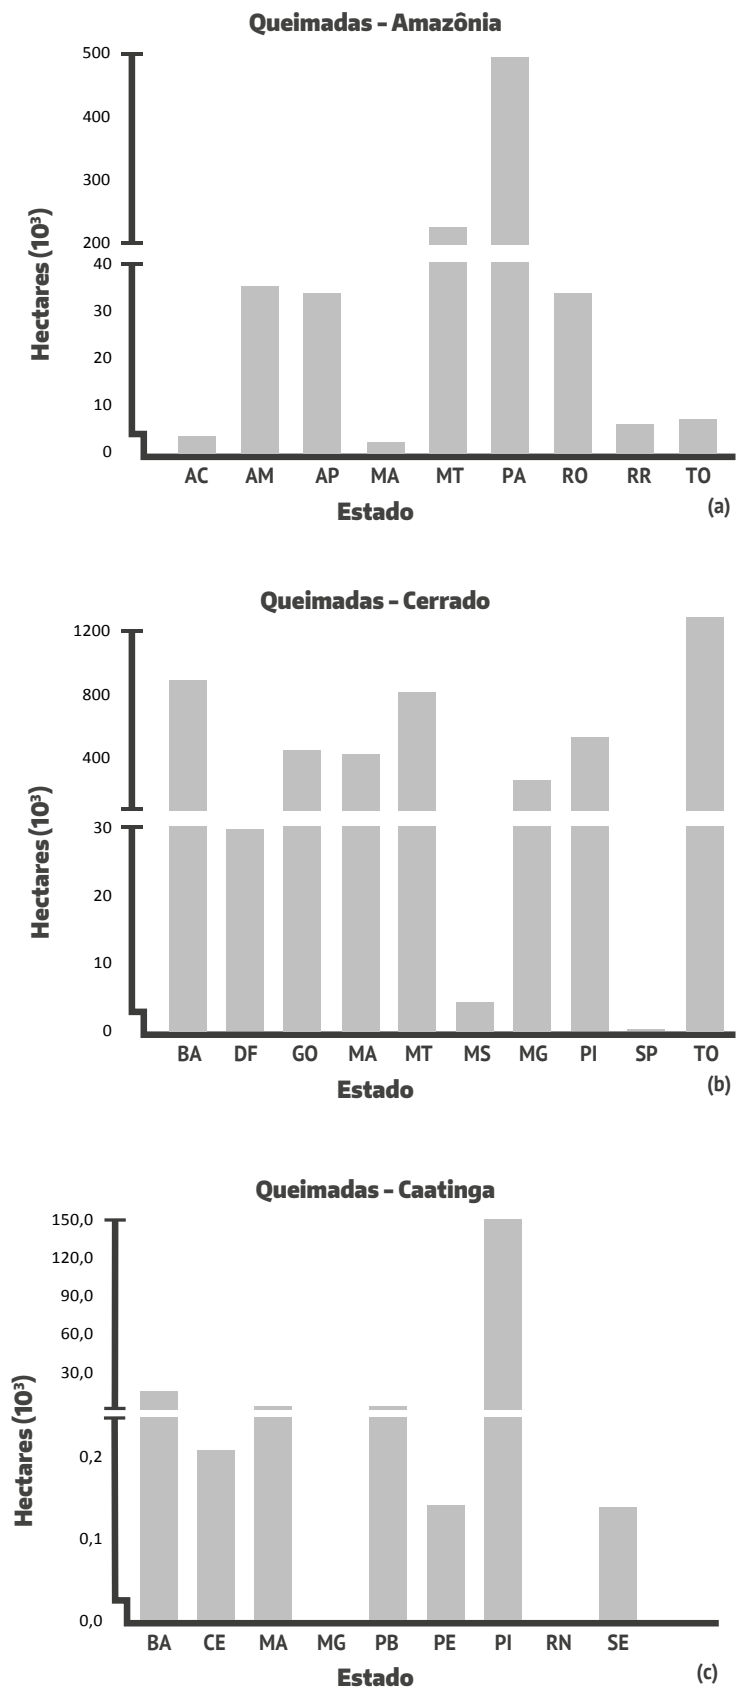 Queimadas – Amazônia
500
400
300
200
40
30
20
10
0
Hectares (10³)
AC AM AP MA MT PA RO RR TO
Estado
(a)
Queimadas – Cerrado
1200
800
400
30
20
10
0
Hectares (10³)
BA DF GO MA MT MS MG PI SP TO
Estado
(b)
Queimadas – Caatinga
150,0
120,0
90,0
60,0
30,0
0,2
0,1
0,0
Hectares (10³)
BA CE MA MG PB PE PI RN SE
Estado
(c)